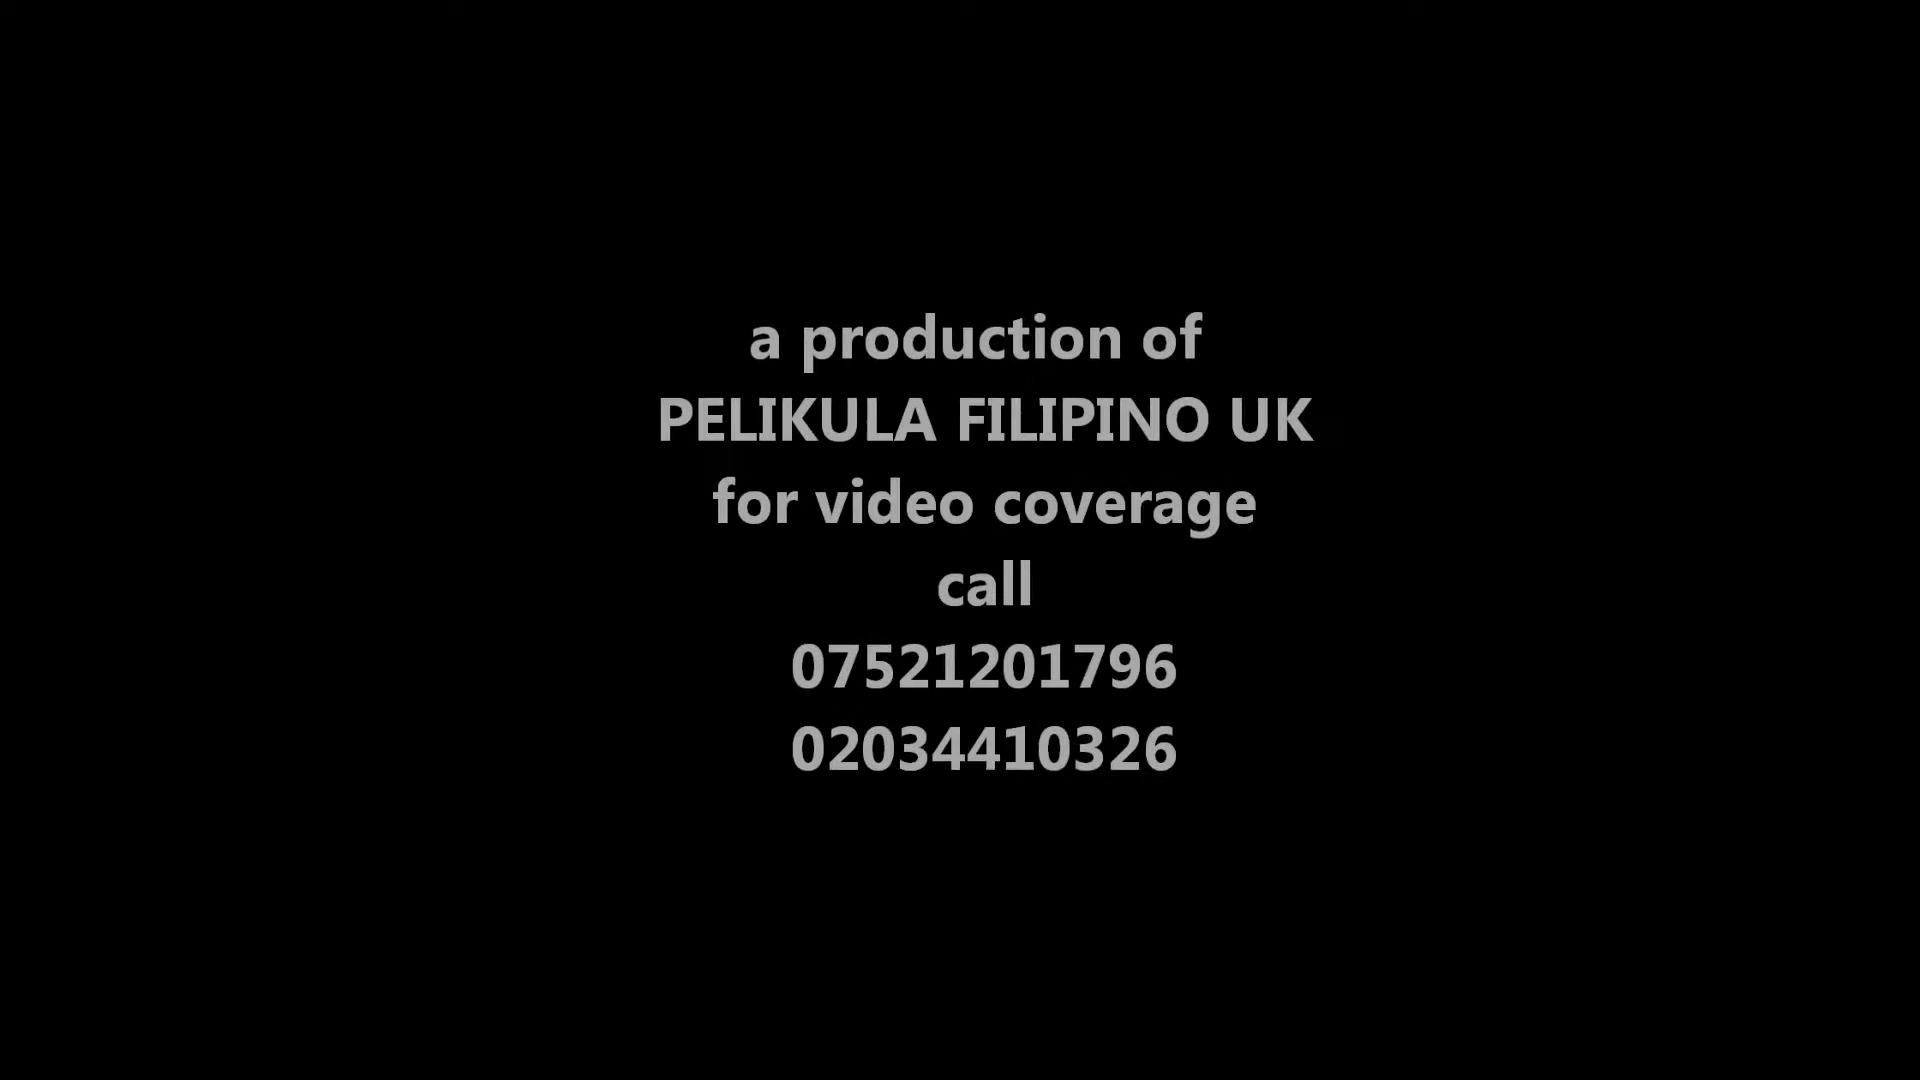 a production of
PELIKULA FILIPINO UK
for video coverage
call
07521201796
02034410326